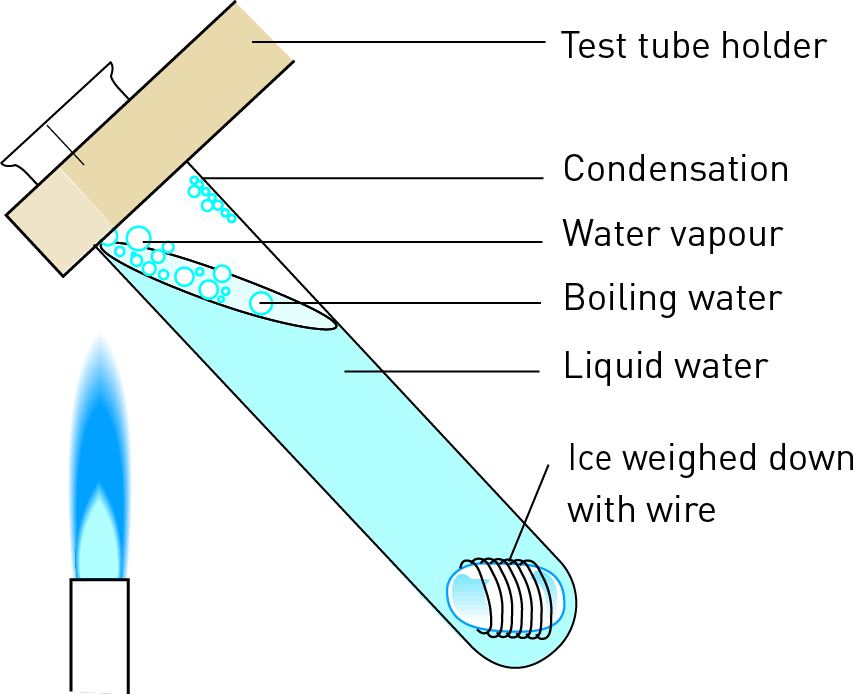 Test tube holder
Condensation
Water vapour
Boiling water
Liquid water
Ice weighed down
with wire